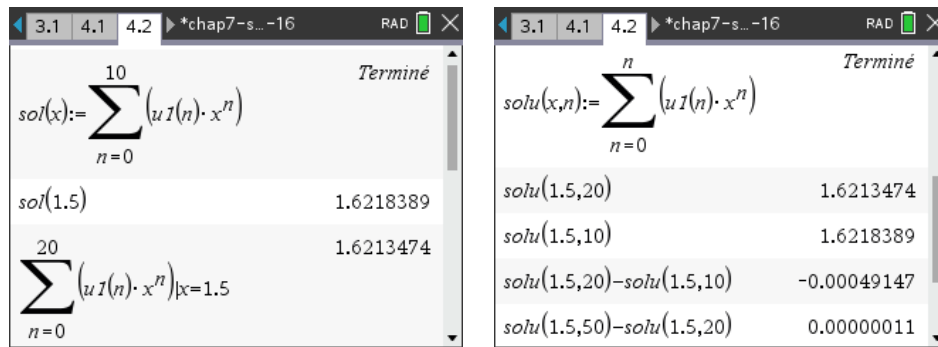 3.1 4.1 4.2 *chap7-s...-16 RAD
10
sol(x):= ∑ (u1(n)·xⁿ) Terminé
n=0
sol(1.5) 1.6218389
20
∑ (u1(n)·xⁿ)|x=1.5 1.6213474
n=0
3.1 4.1 4.2 *chap7-s...-16 RAD
n
solu(x,n):= ∑ (u1(n)·xⁿ) Terminé
n=0
solu(1.5,20) 1.6213474
solu(1.5,10) 1.6218389
solu(1.5,20)−solu(1.5,10) -0.00049147
solu(1.5,50)−solu(1.5,20) 0.00000011